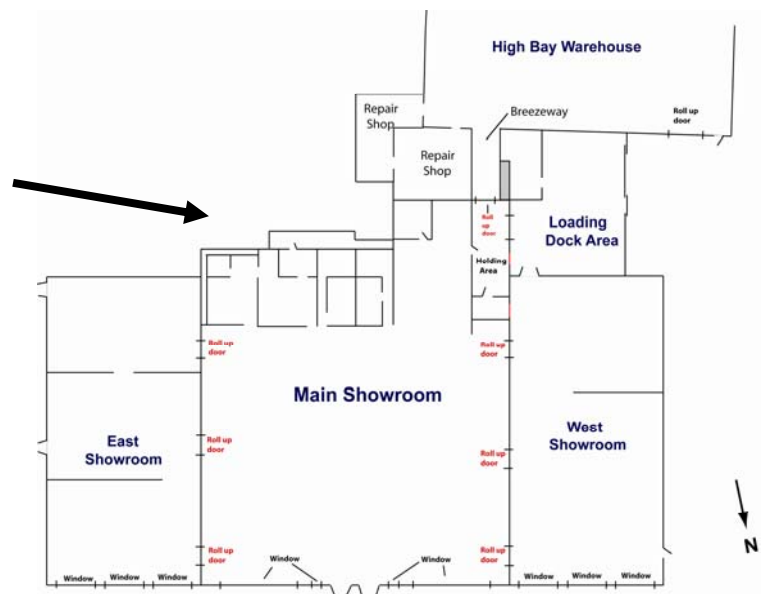 High Bay Warehouse
Repair
Shop
Breezeway
Roll up
door
Repair
Shop
Roll
up
door
Loading
Dock Area
Holding
Area
Roll up
door
Roll up
door
Main Showroom
East
Showroom
Roll up
door
West
Showroom
Roll up
door
Roll up
door
Roll up
door
N
Window
Window
Window
Window
Window
Window
Window
Window